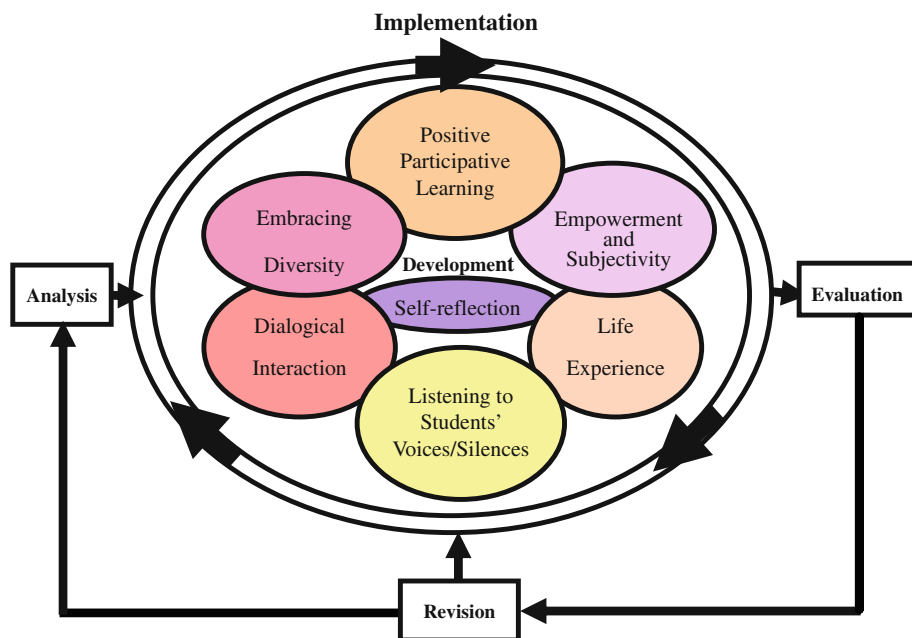 Implementation
Positive
Participative
Learning
Embracing
Diversity
Empowerment
and
Subjectivity
Development
Self-reflection
Analysis
Evaluation
Dialogical
Interaction
Life
Experience
Listening to
Students’
Voices/Silences
Revision